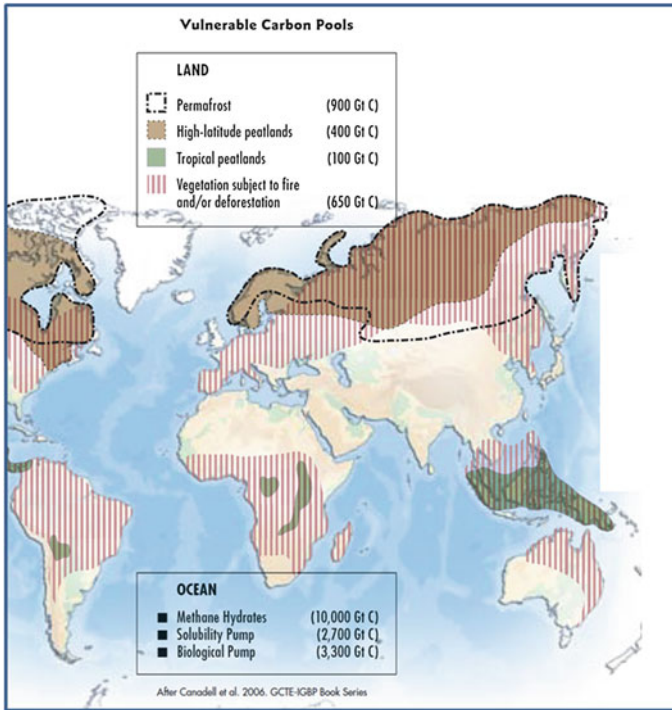 Vulnerable Carbon Pools
LAND
Permafrost (900 Gt C)
High-latitude peatlands (400 Gt C)
Tropical peatlands (100 Gt C)
Vegetation subject to fire
and/or deforestation (650 Gt C)
OCEAN
Methane Hydrates (10,000 Gt C)
Solubility Pump (2,700 Gt C)
Biological Pump (3,300 Gt C)
After Canadell et al. 2006. GCTE-IGBP Book Series